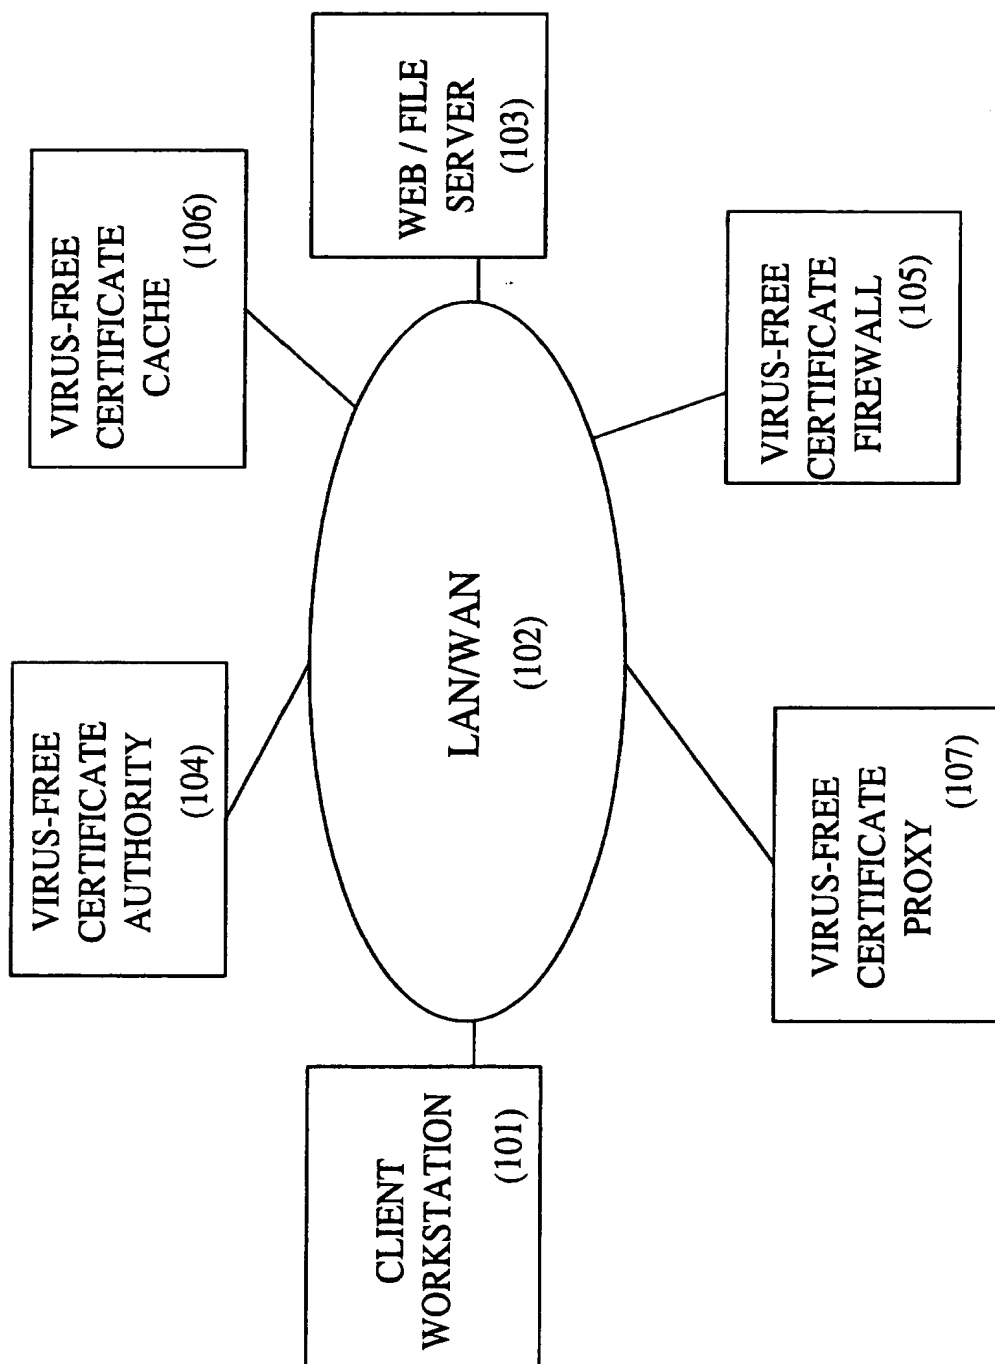 VIRUS-FREE
CERTIFICATE
AUTHORITY
(104)
VIRUS-FREE
CERTIFICATE
CACHE
(106)
CLIENT
WORKSTATION
(101)
LAN/WAN
(102)
WEB / FILE
SERVER
(103)
VIRUS-FREE
CERTIFICATE
PROXY
(107)
VIRUS-FREE
CERTIFICATE
FIREWALL
(105)